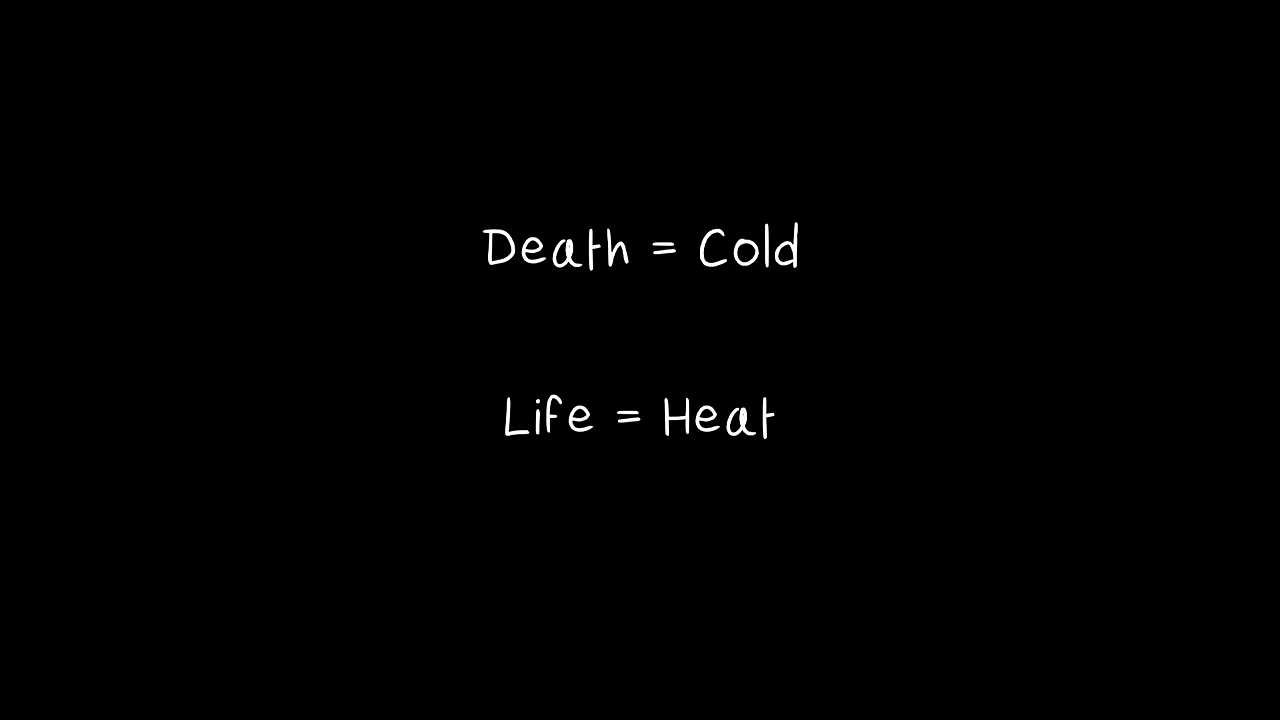 Death = Cold
Life = Heat